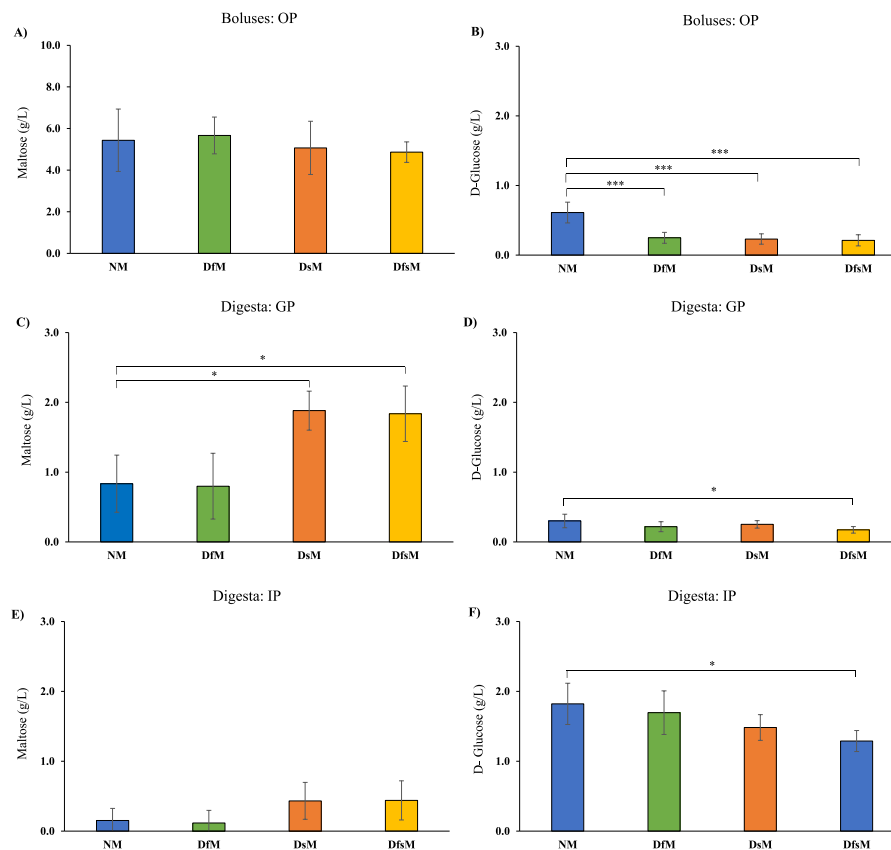 Boluses: OP
A)
10.0
8.0
6.0
4.0
2.0
0.0
Maltose (g/L)
NM DfM DsM DfsM
Boluses: OP
B)
3.0
2.0
1.0
0.0
D-Glucose (g/L)
***
***
***
NM DfM DsM DfsM
Digesta: GP
C)
3.0
2.0
1.0
0.0
Maltose (g/L)
*
*
NM DfM DsM DfsM
Digesta: GP
D)
3.0
2.0
1.0
0.0
D-Glucose (g/L)
*
NM DfM DsM DfsM
Digesta: IP
E)
3.0
2.0
1.0
0.0
Maltose (g/L)
NM DfM DsM DfsM
Digesta: IP
F)
3.0
2.0
1.0
0.0
D- Glucose (g/L)
*
NM DfM DsM DfsM